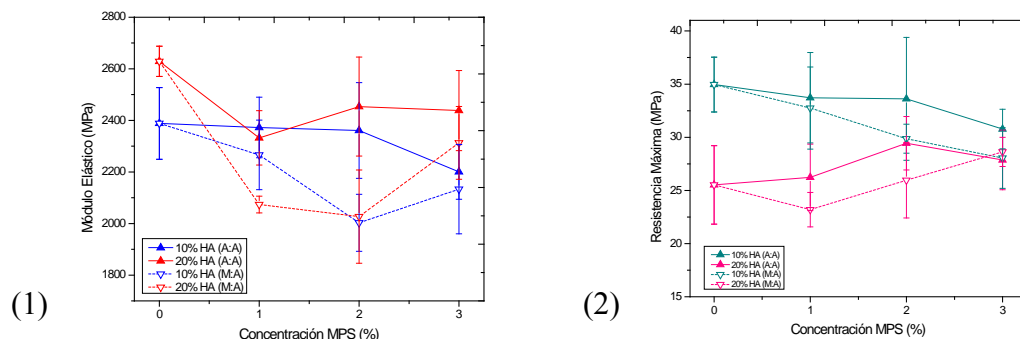 2800
2600
2400
2200
2000
1800
Módulo Elástico (MPa)
10% HA (A:A)
20% HA (A:A)
10% HA (M:A)
20% HA (M:A)
0 1 2 3
Concentración MPS (%)
(1)
40
35
30
25
20
15
Resistencia Máxima (MPa)
10% HA (A:A)
20% HA (A:A)
10% HA (M:A)
20% HA (M:A)
0 1 2 3
Concentración MPS (%)
(2)